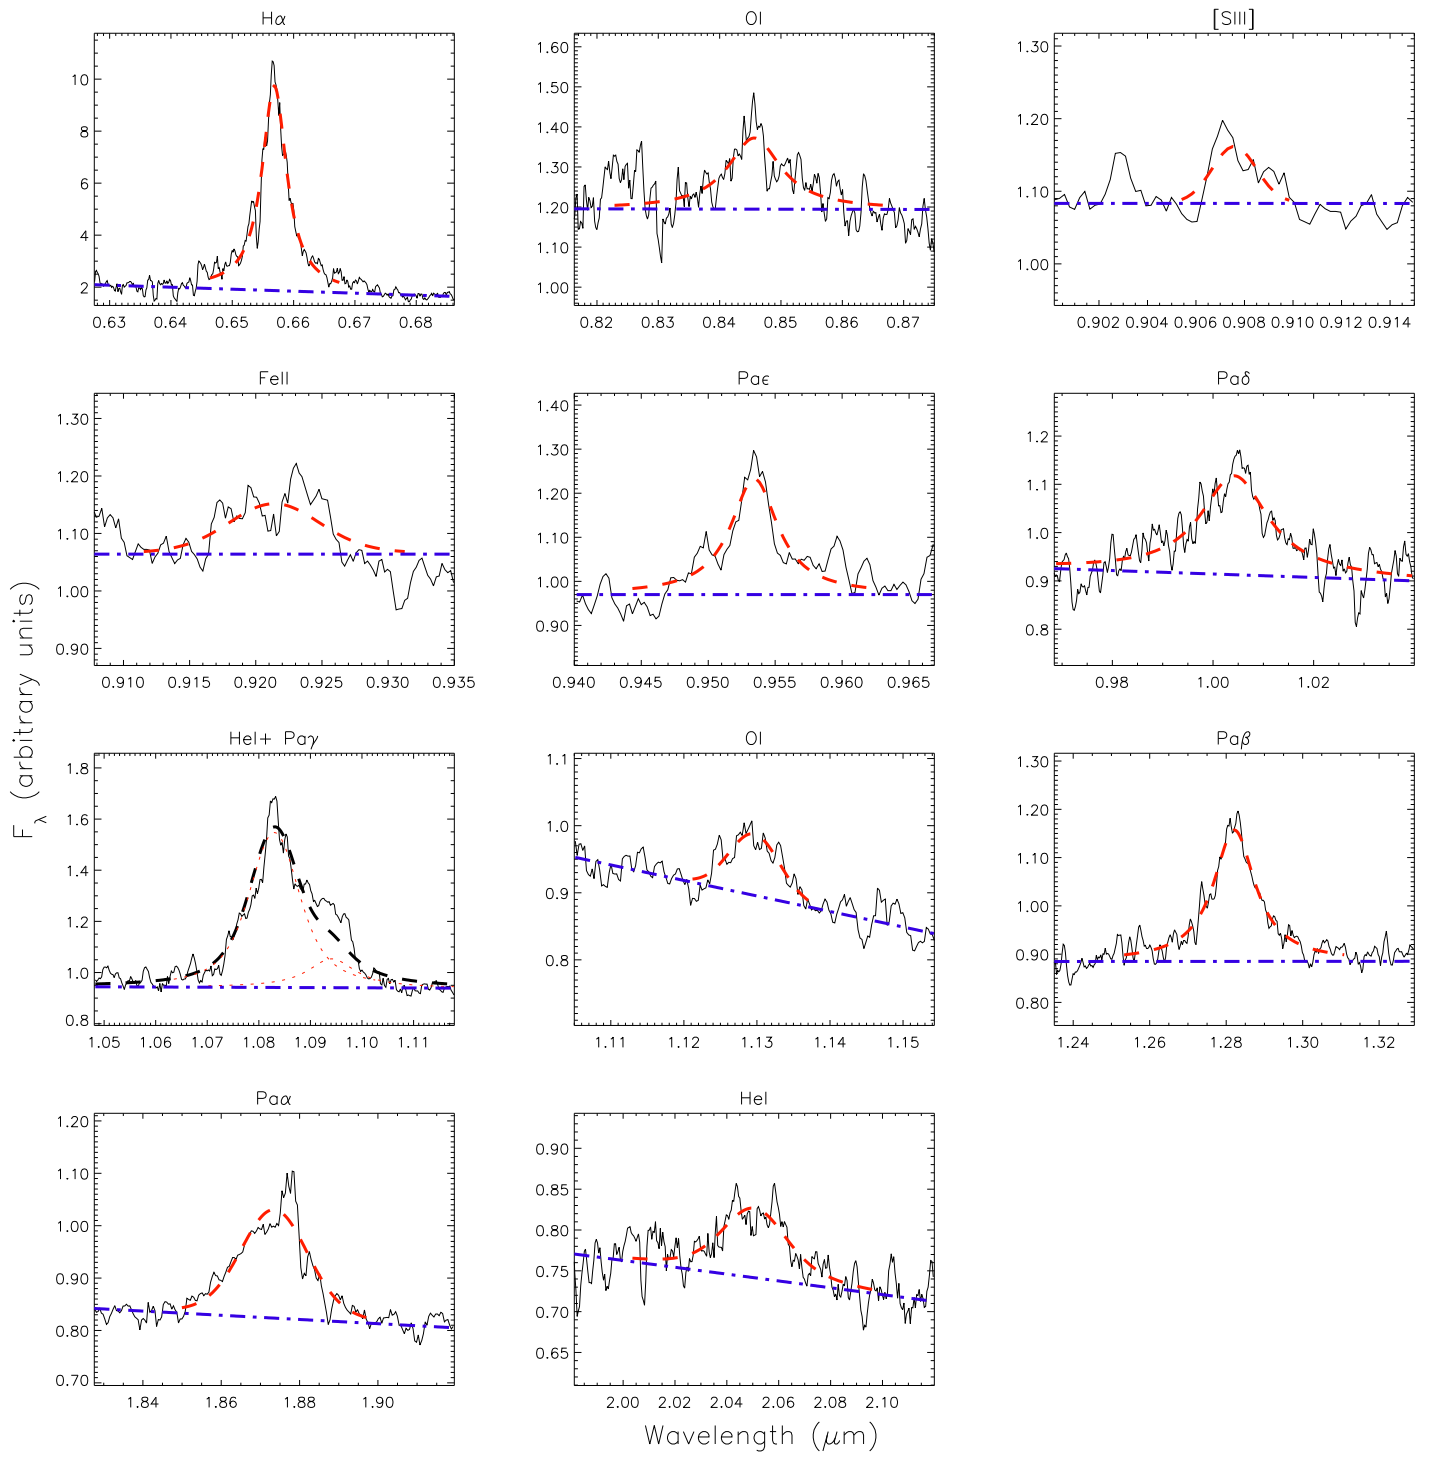 Hα
OI
[SIII]
10
8
6
4
2
0.63 0.64 0.65 0.66 0.67 0.68
1.60
1.50
1.40
1.30
1.20
1.10
1.00
0.82 0.83 0.84 0.85 0.86 0.87
1.30
1.20
1.10
1.00
0.902 0.904 0.906 0.908 0.910 0.912 0.914
FeII
Paϵ
Paδ
1.30
1.20
1.10
1.00
0.90
0.910 0.915 0.920 0.925 0.930 0.935
1.40
1.30
1.20
1.10
1.00
0.90
0.940 0.945 0.950 0.955 0.960 0.965
1.2
1.1
1.0
0.9
0.8
0.98 1.00 1.02
F_λ (arbitrary units)
HeI+ Paγ
OI
Paβ
1.8
1.6
1.4
1.2
1.0
0.8
1.05 1.06 1.07 1.08 1.09 1.10 1.11
1.1
1.0
0.9
0.8
1.11 1.12 1.13 1.14 1.15
1.30
1.20
1.10
1.00
0.90
0.80
1.24 1.26 1.28 1.30 1.32
Paα
HeI
1.20
1.10
1.00
0.90
0.80
0.70
1.84 1.86 1.88 1.90
0.90
0.85
0.80
0.75
0.70
0.65
2.00 2.02 2.04 2.06 2.08 2.10
Wavelength (μm)